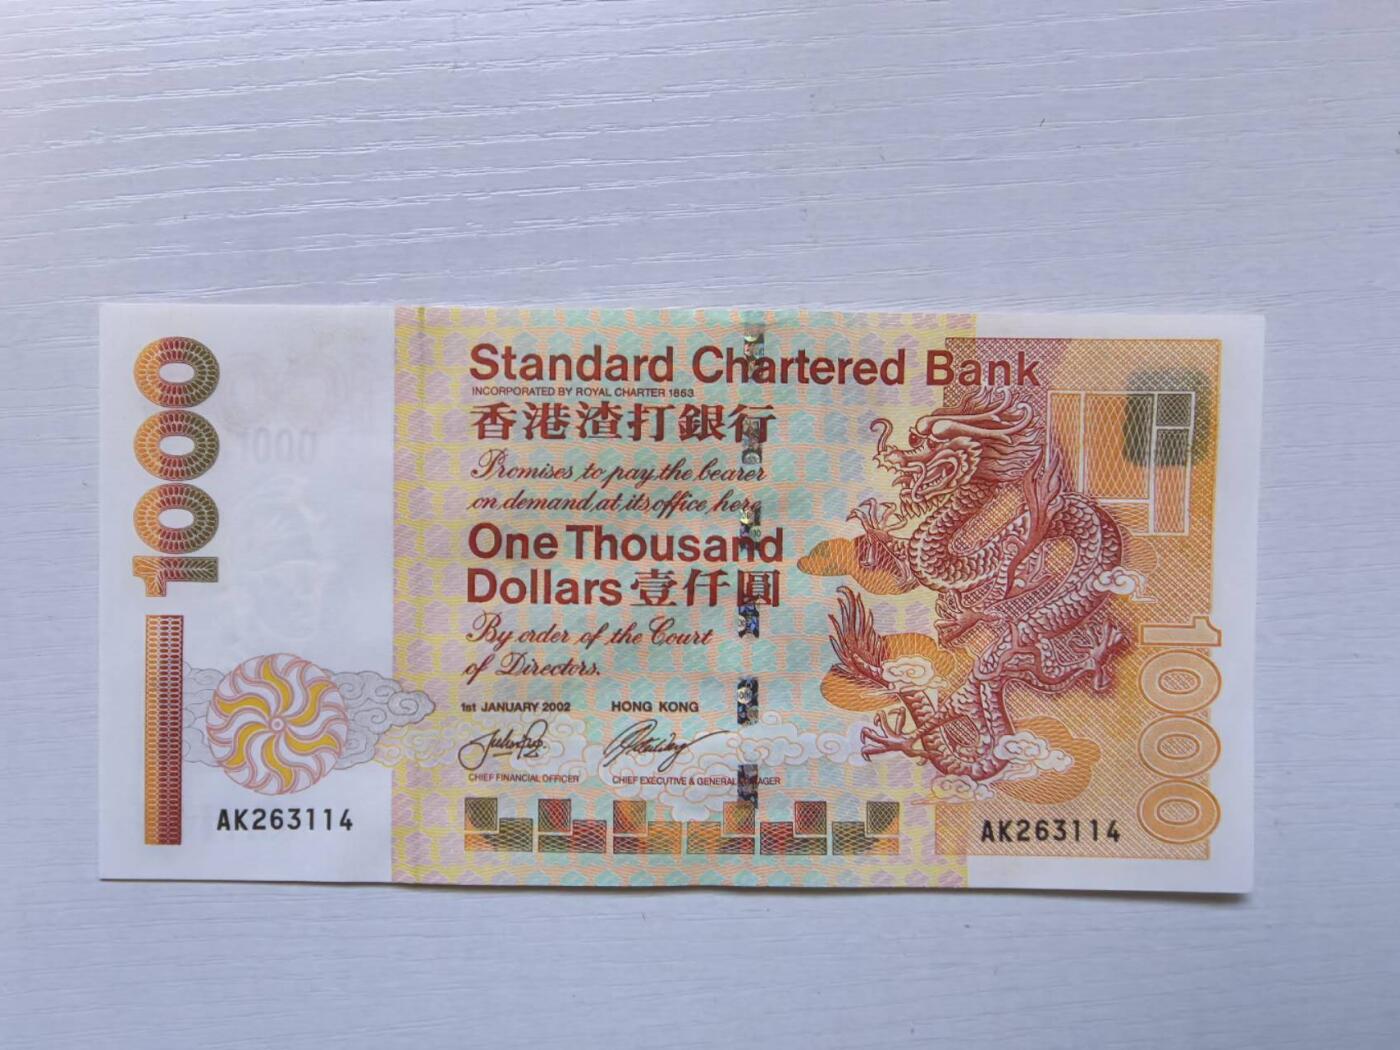 1000
Standard Chartered Bank
INCORPORATED BY ROYAL CHARTER 1853
香港渣打銀行
Promises to pay the bearer
on demand at its office here
One Thousand
Dollars 壹仟圓
By order of the Court
of Directors.
1st JANUARY 2002 HONG KONG
CHIEF FINANCIAL OFFICER CHIEF EXECUTIVE & GENERAL MANAGER
AK263114
AK263114
1000